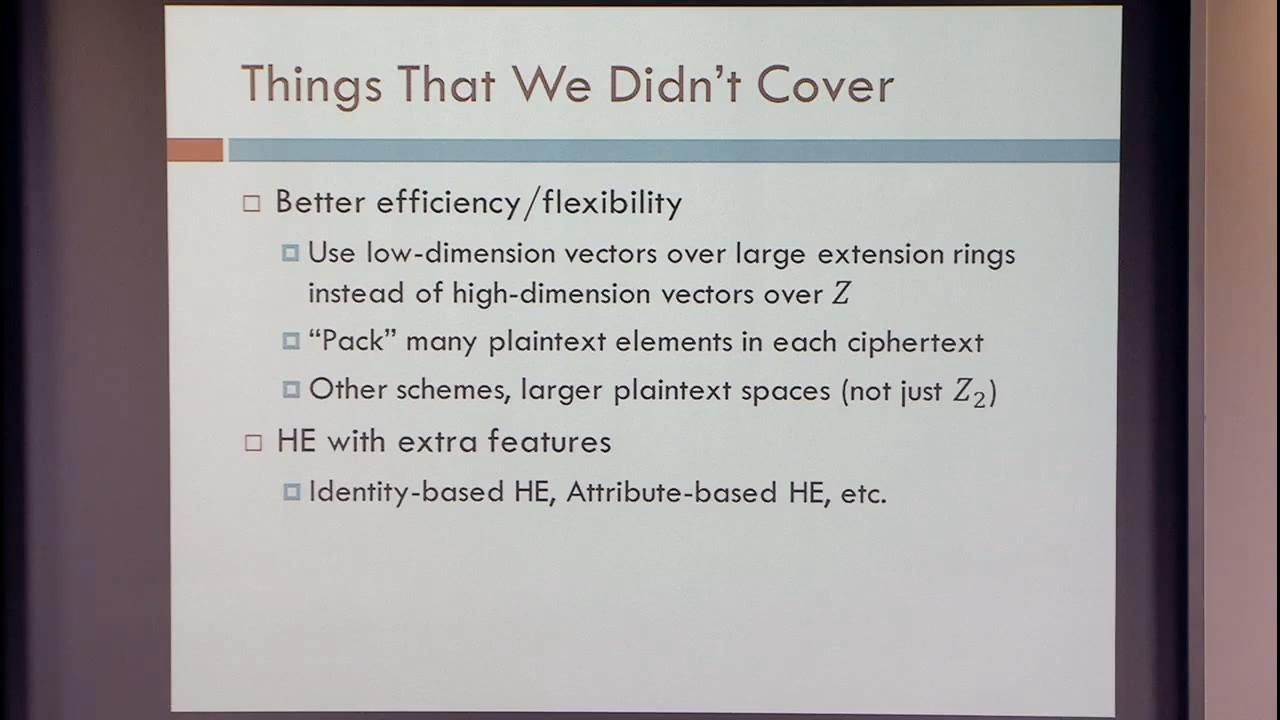 Things That We Didn't Cover
Better efficiency/flexibility
Use low-dimension vectors over large extension rings
instead of high-dimension vectors over Z
“Pack” many plaintext elements in each ciphertext
Other schemes, larger plaintext spaces (not just Z₂)
HE with extra features
Identity-based HE, Attribute-based HE, etc.